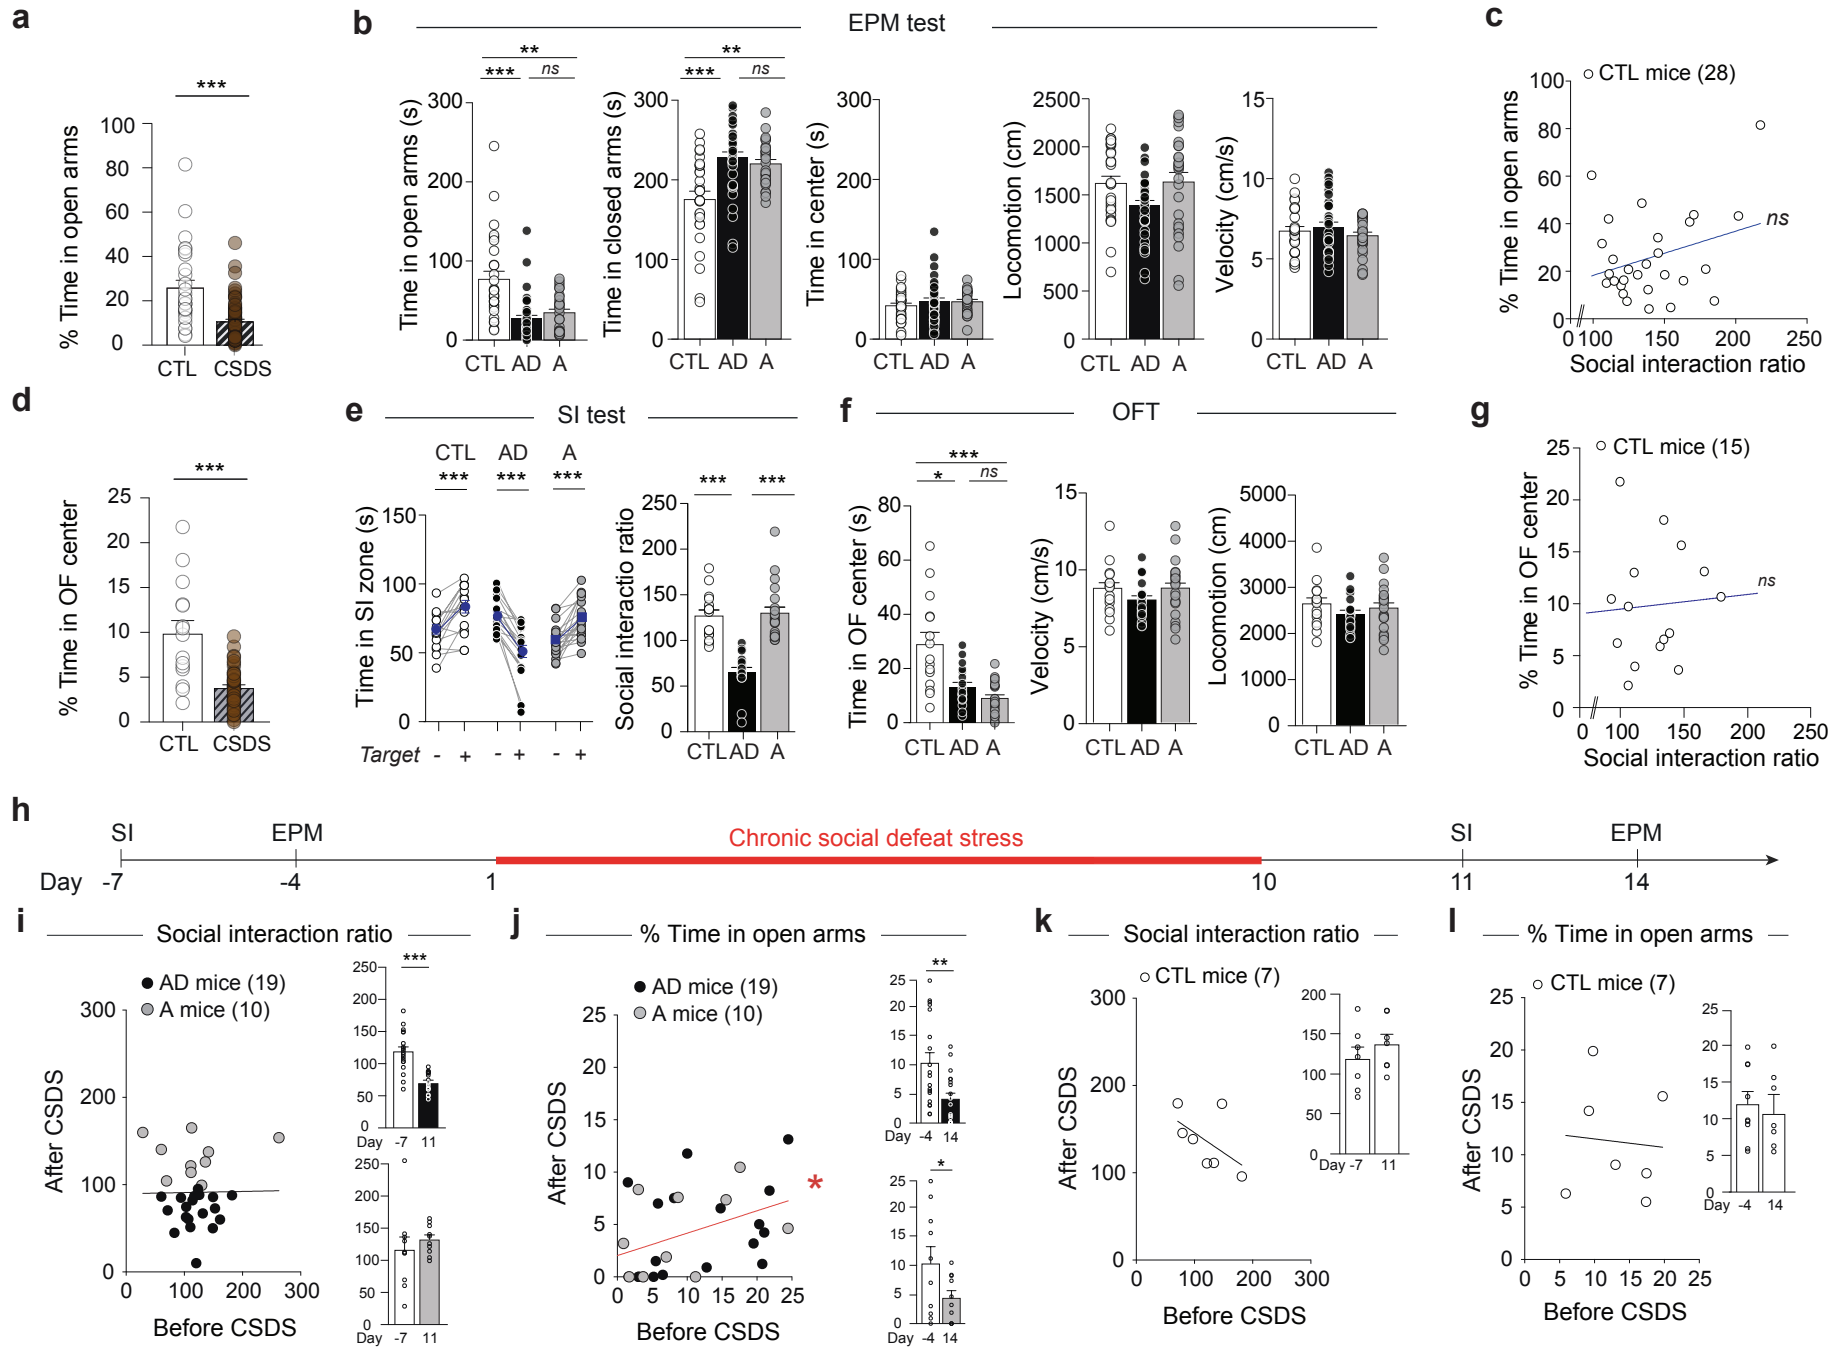 a
***
% Time in open arms
100
80
60
40
20
0
CTL CSDS
b
EPM test
**
*** ns
Time in open arms (s)
300
200
100
0
CTL AD A
**
*** ns
Time in closed arms (s)
300
200
100
0
CTL AD A
Time in center (s)
300
200
100
0
CTL AD A
Locomotion (cm)
2500
2000
1500
1000
500
0
CTL AD A
Velocity (cm/s)
15
10
5
0
CTL AD A
c
CTL mice (28)
% Time in open arms
100
80
60
40
20
0
ns
0 100 150 200 250
Social interaction ratio
d
***
% Time in OF center
25
20
15
10
5
0
CTL CSDS
e
SI test
CTL AD A
*** *** ***
Time in SI zone (s)
150
100
50
0
Target - + - + - +
*** ***
Social interactio ratio
250
200
150
100
50
0
CTL AD A
f
OFT
***
* ns
Time in OF center (s)
80
60
40
20
0
CTL AD A
Velocity (cm/s)
15
10
5
0
CTL AD A
Locomotion (cm)
5000
4000
3000
2000
1000
0
CTL AD A
g
CTL mice (15)
% Time in OF center
25
20
15
10
5
0
ns
0 100 150 200 250
Social interaction ratio
h
SI EPM Chronic social defeat stress SI EPM
Day -7 -4 1 10 11 14
i
Social interaction ratio
AD mice (19)
A mice (10)
After CSDS
300
200
100
0
0 100 200 300
Before CSDS
***
250
200
150
100
50
0
Day -7 11
250
200
150
100
50
0
Day -7 11
j
% Time in open arms
AD mice (19)
A mice (10)
After CSDS
25
20
15
10
5
0
*
0 5 10 15 20 25
Before CSDS
**
25
20
15
10
5
0
Day -4 14
*
25
20
15
10
5
0
Day -4 14
k
Social interaction ratio
CTL mice (7)
After CSDS
300
200
100
0
0 100 200 300
Before CSDS
200
150
100
50
0
Day -7 11
l
% Time in open arms
CTL mice (7)
After CSDS
25
20
15
10
5
0
0 5 10 15 20 25
Before CSDS
25
20
15
10
5
0
Day -4 14